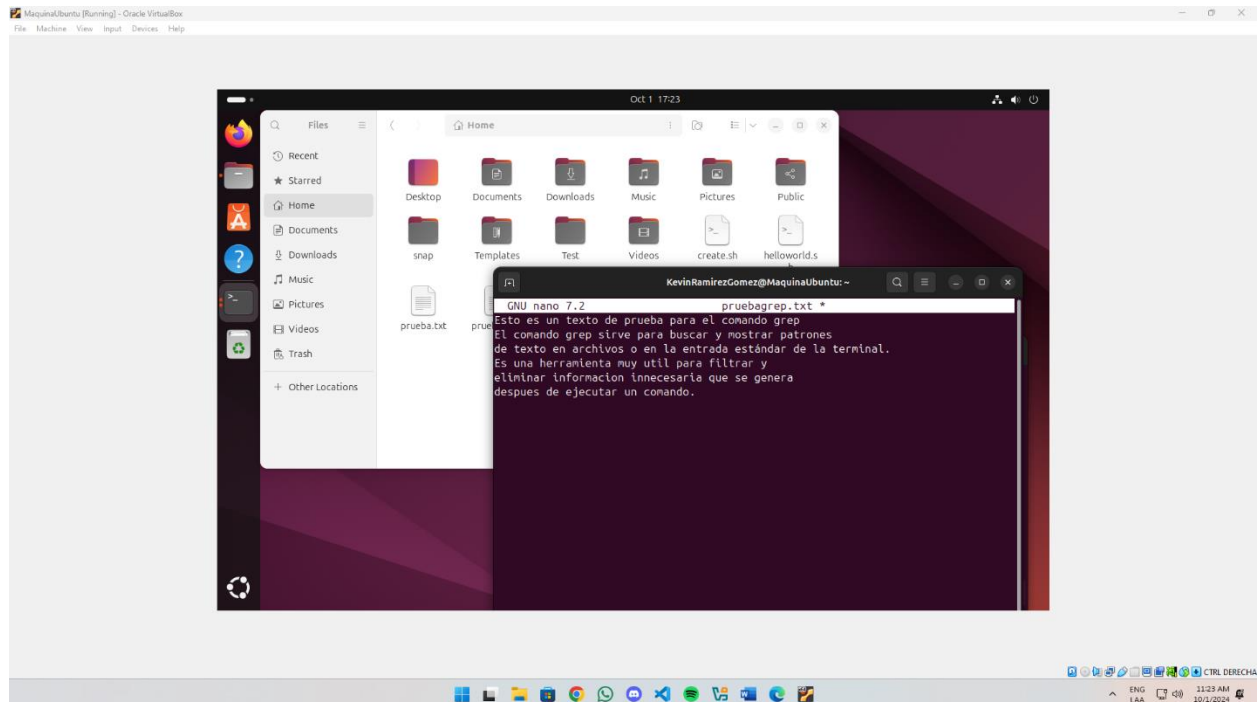 MaquinaUbuntu [Running] - Oracle VirtualBox
File Machine View Input Devices Help
Oct 1 17:23
Files
Home
Recent
Starred
Home
Documents
Downloads
Music
Pictures
Videos
Trash
+ Other Locations
Desktop Documents Downloads Music Pictures Public
snap Templates Test Videos create.sh helloworld.s
prueba.txt
KevinRamirezGomez@MaquinaUbuntu: ~
GNU nano 7.2 pruebagrep.txt *
Esto es un texto de prueba para el comando grep
El comando grep sirve para buscar y mostrar patrones
de texto en archivos o en la entrada estándar de la terminal.
Es una herramienta muy util para filtrar y
eliminar informacion innecesaria que se genera
despues de ejecutar un comando.
CTRL DERECHA
ENG
LAA
11:23 AM
10/1/2024